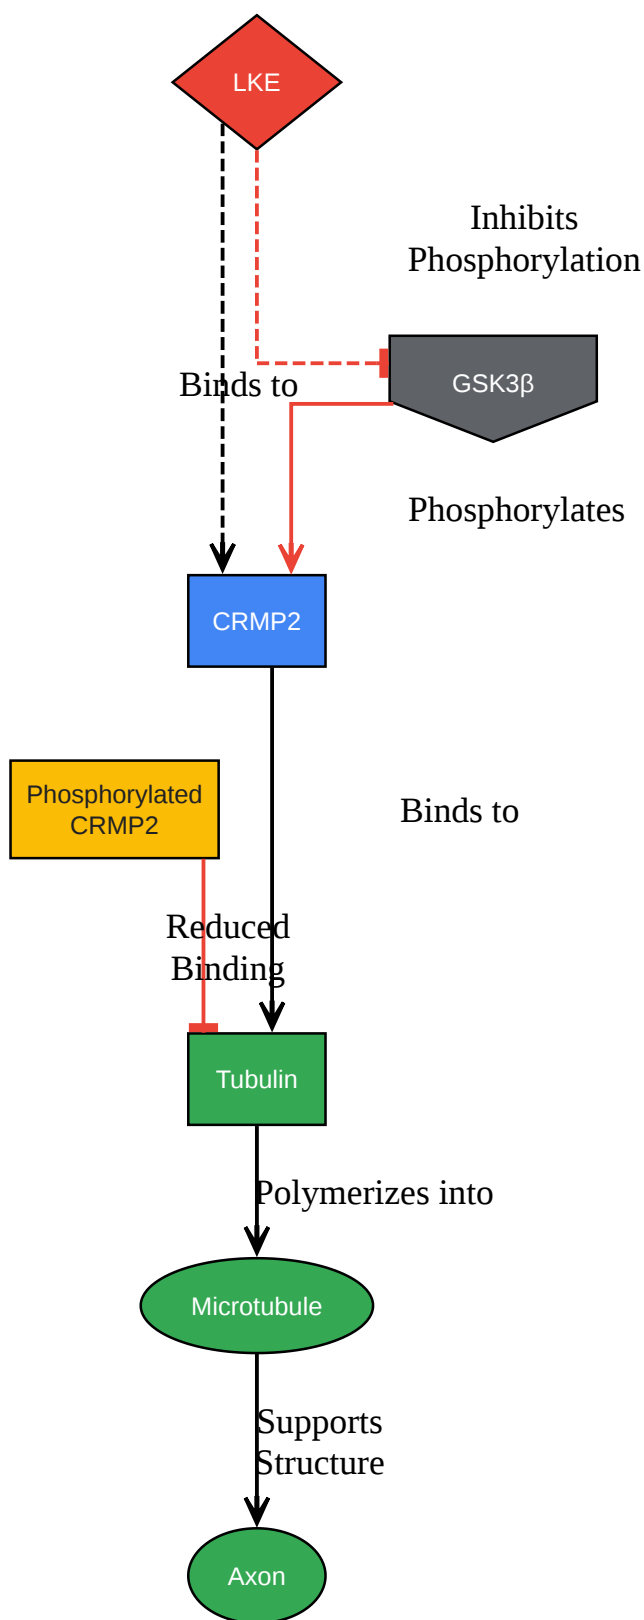 LKE
Inhibits
Phosphorylation
Binds to
GSK3β
Phosphorylates
CRMP2
Phosphorylated
CRMP2
Binds to
Reduced
Binding
Tubulin
Polymerizes into
Microtubule
Supports
Structure
Axon